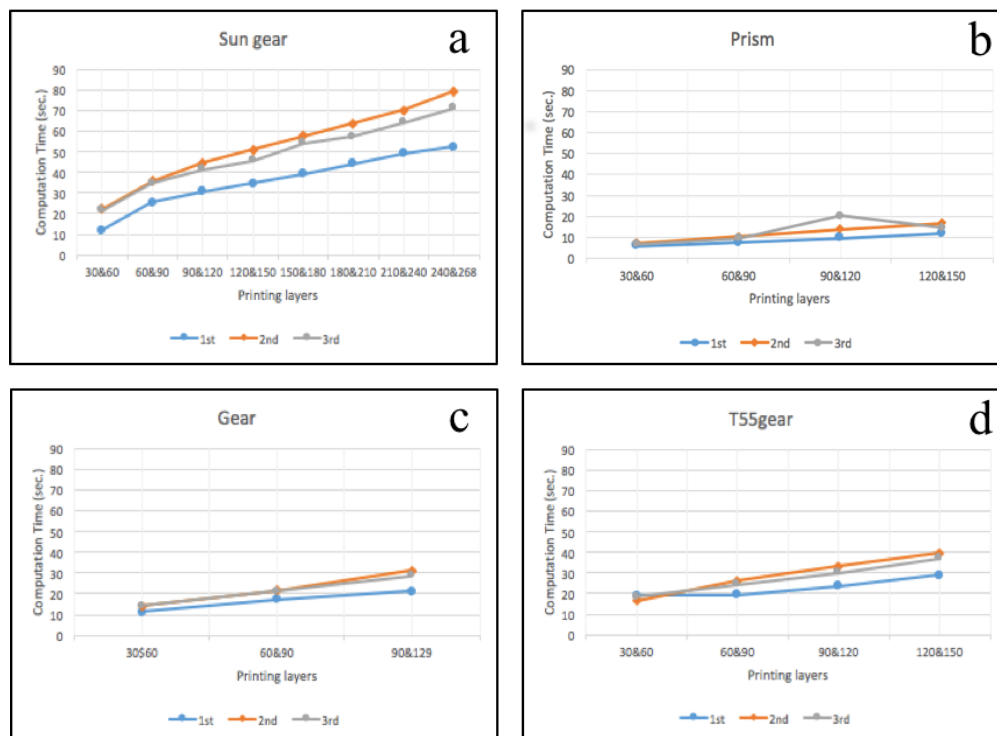 Sun gear
a
Computation Time (sec.)
90
80
70
60
50
40
30
20
10
0
30&60 60&90 90&120 120&150 150&180 180&210 210&240 240&268
Printing layers
1st 2nd 3rd
Prism
b
Computation Time (sec.)
90
80
70
60
50
40
30
20
10
0
30&60 60&90 90&120 120&150
Printing layers
1st 2nd 3rd
Gear
c
Computation Time (sec.)
90
80
70
60
50
40
30
20
10
0
30$60 60&90 90&129
Printing layers
1st 2nd 3rd
T55gear
d
Computation Time (sec.)
90
80
70
60
50
40
30
20
10
0
30&60 60&90 90&120 120&150
Printing layers
1st 2nd 3rd